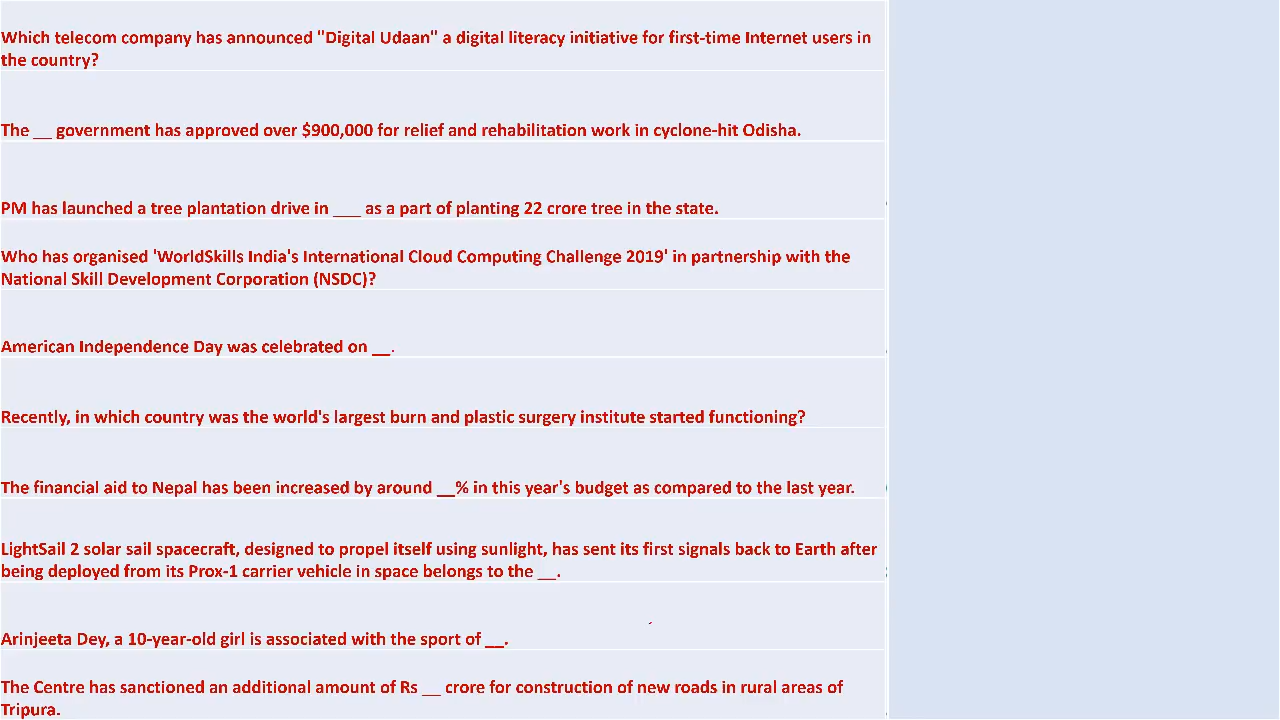 Which telecom company has announced "Digital Udaan" a digital literacy initiative for first-time Internet users in
the country?
The __ government has approved over $900,000 for relief and rehabilitation work in cyclone-hit Odisha.
PM has launched a tree plantation drive in ___ as a part of planting 22 crore tree in the state.
Who has organised 'WorldSkills India's International Cloud Computing Challenge 2019' in partnership with the
National Skill Development Corporation (NSDC)?
American Independence Day was celebrated on __.
Recently, in which country was the world's largest burn and plastic surgery institute started functioning?
The financial aid to Nepal has been increased by around __% in this year's budget as compared to the last year.
LightSail 2 solar sail spacecraft, designed to propel itself using sunlight, has sent its first signals back to Earth after
being deployed from its Prox-1 carrier vehicle in space belongs to the __.
Arinjeeta Dey, a 10-year-old girl is associated with the sport of __.
The Centre has sanctioned an additional amount of Rs __ crore for construction of new roads in rural areas of
Tripura.